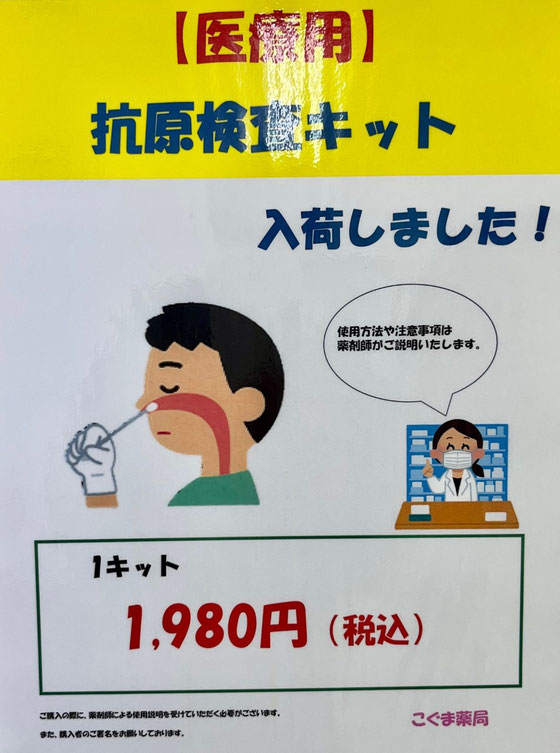 【医療用】
抗原検査キット
入荷しました！
使用方法や注意事項は
薬剤師がご説明いたします。
1キット
1,980円（税込）
ご購入の際に、薬剤師による使用説明を受けていただく必要がございます。
また、購入者のご署名をお願いしております。
こぐま薬局